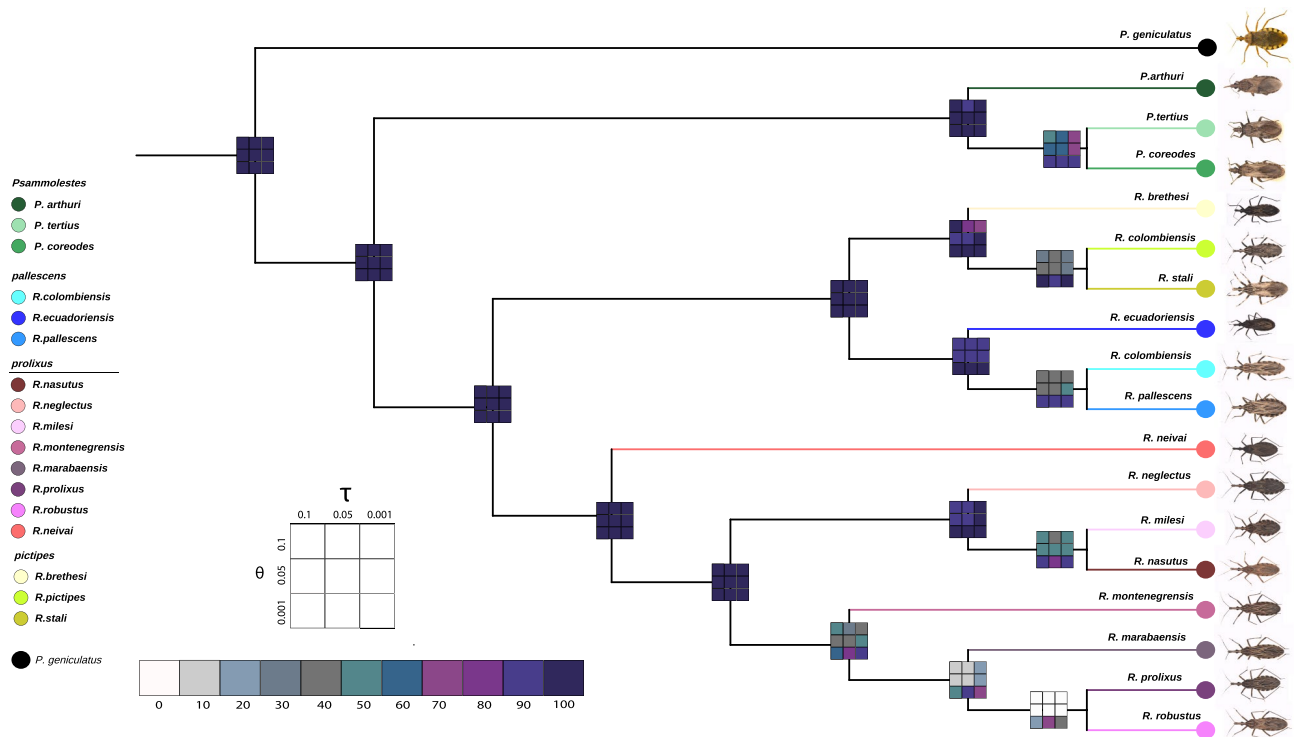 P. geniculatus
P.arthuri
P.tertius
P. coreodes
R. brethesi
R. colombiensis
R. stali
R. ecuadoriensis
R. colombiensis
R. pallescens
R. neivai
R. neglectus
R. milesi
R. nasutus
R. montenegrensis
R. marabaensis
R. prolixus
R. robustus
Psammolestes
P. arthuri
P. tertius
P. coreodes
pallescens
R.colombiensis
R.ecuadoriensis
R.pallescens
prolixus
R.nasutus
R.neglectus
R.milesi
R.montenegrensis
R.marabaensis
R.prolixus
R.robustus
R.neivai
pictipes
R.brethesi
R.pictipes
R.stali
P. geniculatus
τ
0.1 0.05 0.001
θ
0.1
0.05
0.001
0 10 20 30 40 50 60 70 80 90 100